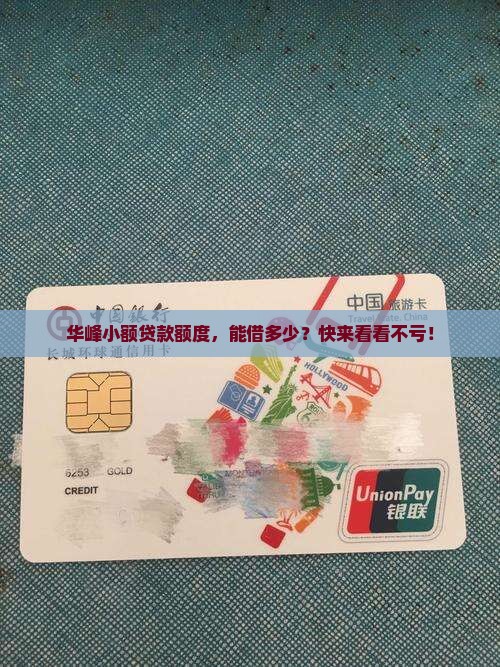 中国银行
中国旅游卡
Travel Card, China
华峰小额贷款额度，能借多少？快来看看不亏！
长城环球通信用卡
HOLLYWOOD
6253 GOLD
CREDIT
UnionPay
银联